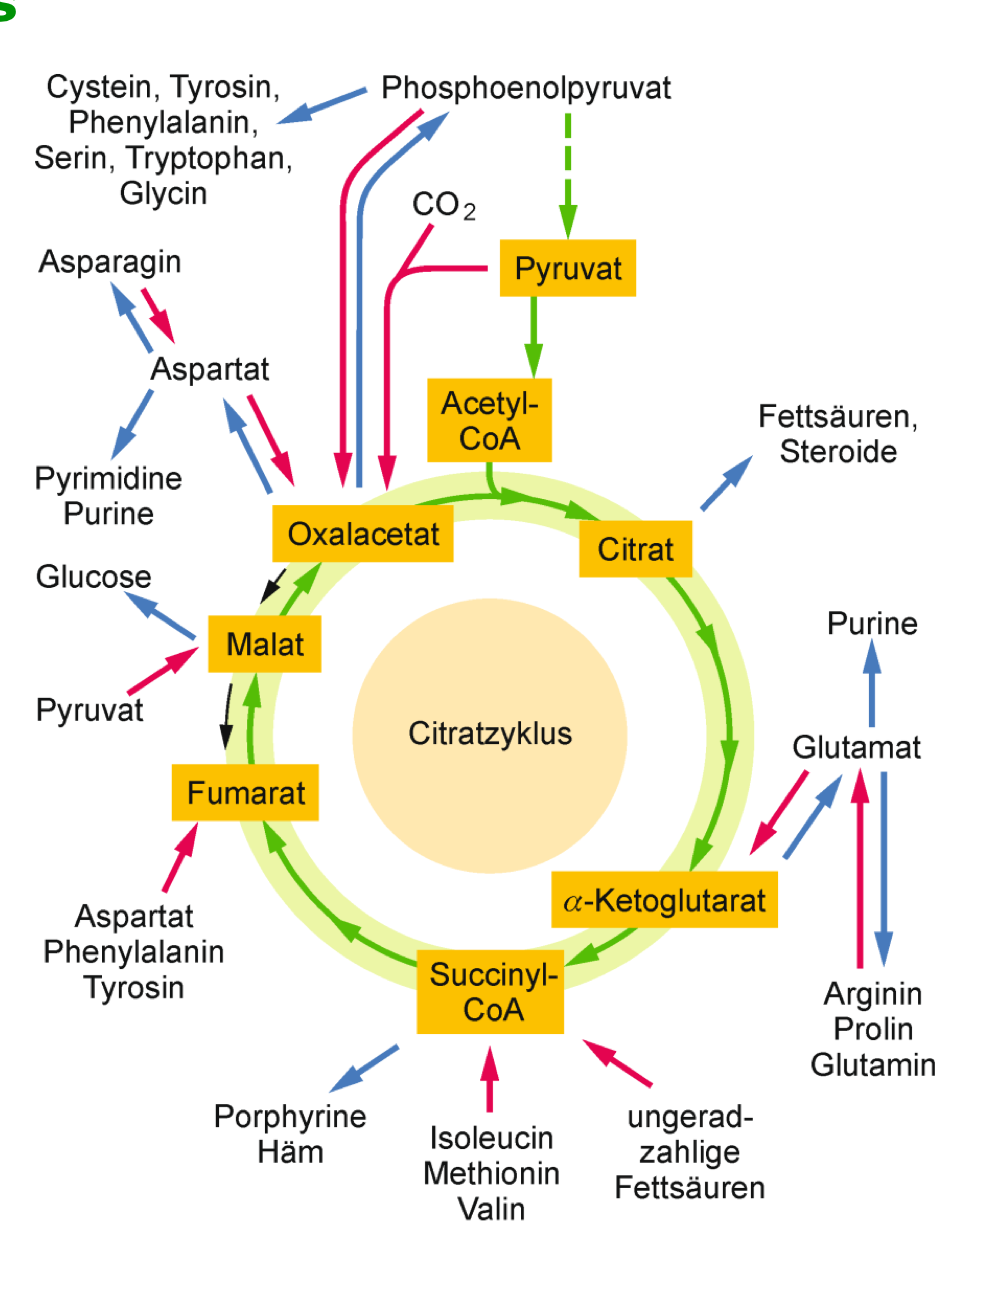 s
Cystein, Tyrosin,
Phenylalanin,
Serin, Tryptophan,
Glycin
Phosphoenolpyruvat
CO2
Pyruvat
Asparagin
Aspartat
Pyrimidine
Purine
Acetyl-
CoA
Fettsäuren,
Steroide
Oxalacetat
Citrat
Glucose
Malat
Pyruvat
Purine
Citratzyklus
Glutamat
Fumarat
α-Ketoglutarat
Aspartat
Phenylalanin
Tyrosin
Succinyl-
CoA
Arginin
Prolin
Glutamin
Porphyrine
Häm
Isoleucin
Methionin
Valin
ungerad-
zahlige
Fettsäuren